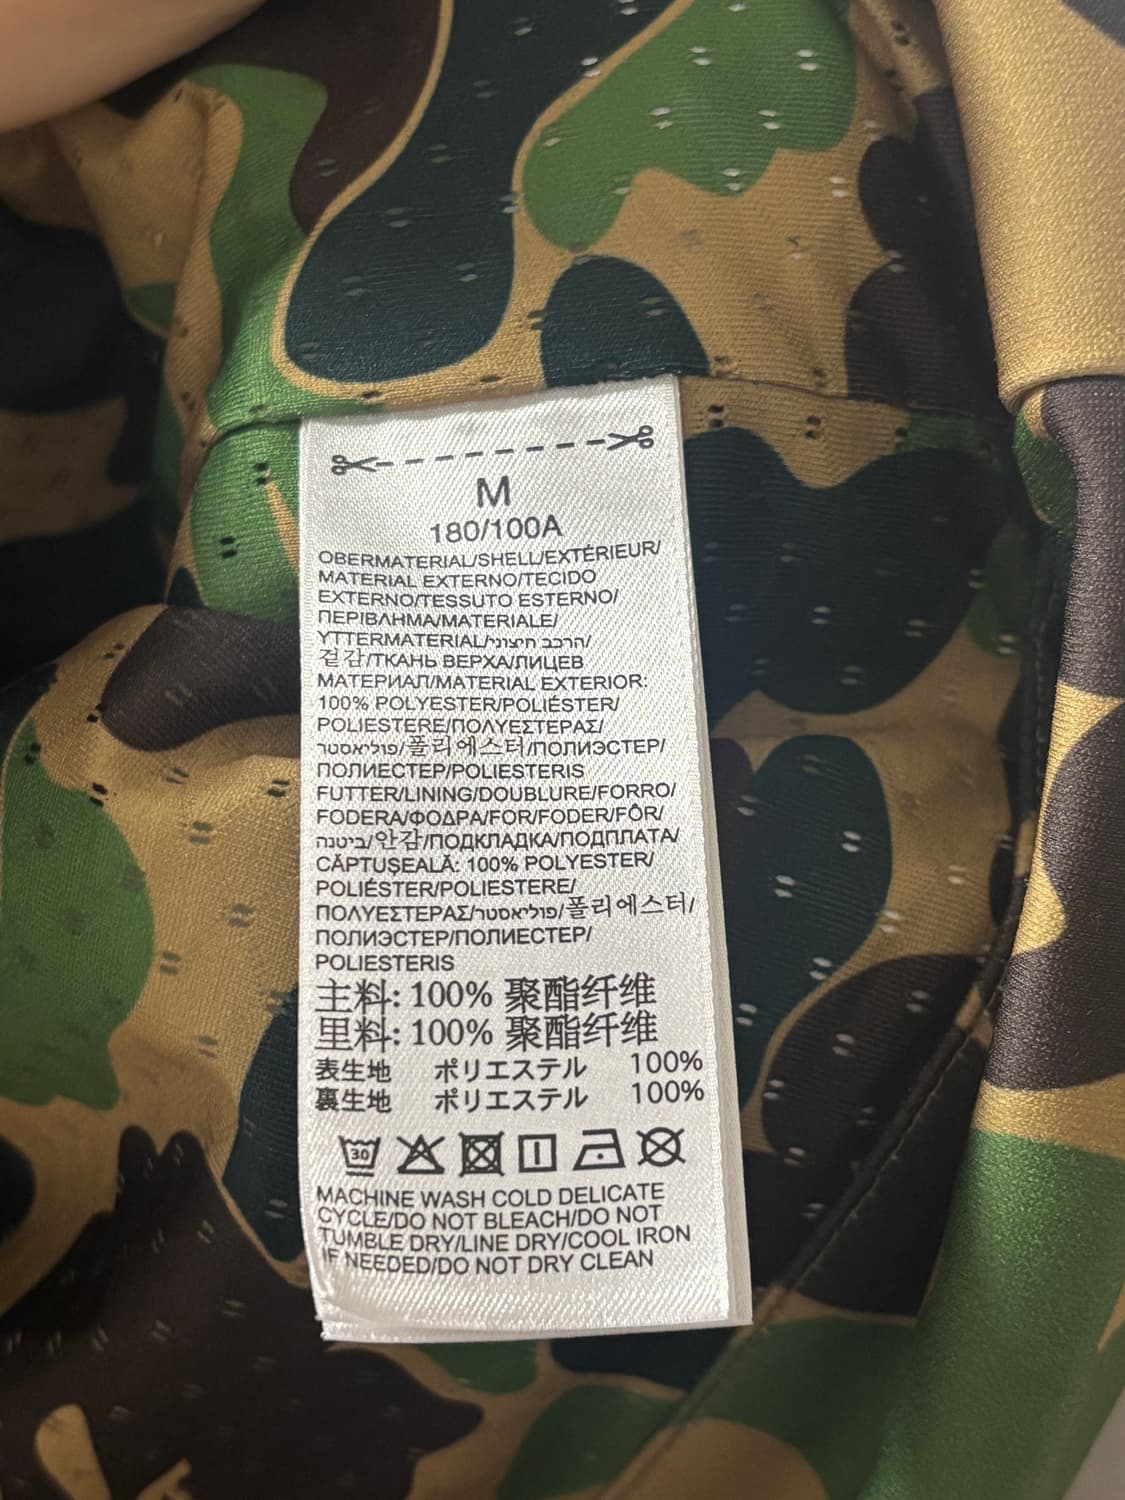 M
180/100A
OBERMATERIAL/SHELL/EXTÉRIEUR/
MATERIAL EXTERNO/TECIDO
EXTERNO/TESSUTO ESTERNO/
ΠΕΡΙΒΛΗΜΑ/MATERIALE/
YTTERMATERIAL/הרכב חיצוני/
겉감/ТКАНЬ ВЕРХА/ЛИЦЕВ
МАТЕРИАЛ/MATERIAL EXTERIOR:
100% POLYESTER/POLIÉSTER/
POLIESTERE/ΠΟΛΥΕΣΤΕΡΑΣ/
פוליאסטר/폴리에스터/ПОЛИЭСТЕР/
ПОЛИЕСТЕР/POLIESTERIS
FUTTER/LINING/DOUBLURE/FORRO/
FODERA/ΦΟΔΡΑ/FOR/FODER/FÔR/
ביטנה/안감/ПОДКЛАДКА/ПОДПЛАТА/
CĂPTUȘEALĂ: 100% POLYESTER/
POLIÉSTER/POLIESTERE/
ΠΟΛΥΕΣΤΕΡΑΣ/פוליאסטר/폴리에스터/
ПОЛИЭСТЕР/ПОЛИЕСТЕР/
POLIESTERIS
主料: 100% 聚酯纤维
里料: 100% 聚酯纤维
表生地 ポリエステル 100%
裏生地 ポリエステル 100%
30
MACHINE WASH COLD DELICATE
CYCLE/DO NOT BLEACH/DO NOT
TUMBLE DRY/LINE DRY/COOL IRON
IF NEEDED/DO NOT DRY CLEAN